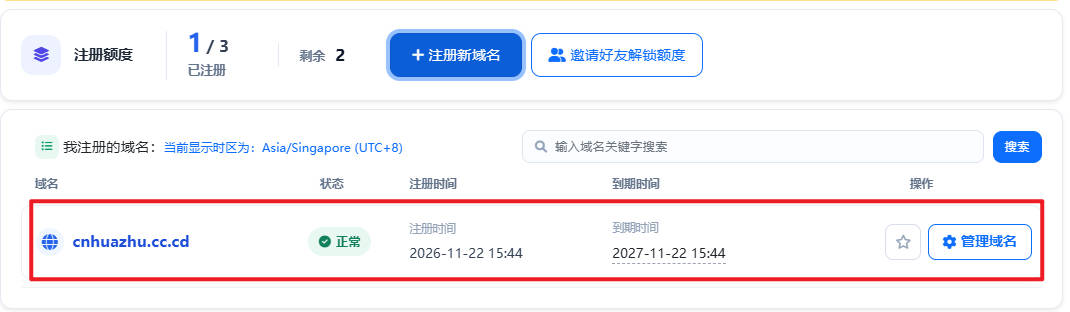 注册额度
1 / 3
已注册
剩余 2
注册新域名
邀请好友解锁额度
我注册的域名：当前显示时区为：Asia/Singapore (UTC+8)
输入域名关键字搜索
搜索
域名 状态 注册时间 到期时间 操作
cnhuazhu.cc.cd
正常
注册时间
2026-11-22 15:44
到期时间
2027-11-22 15:44
管理域名